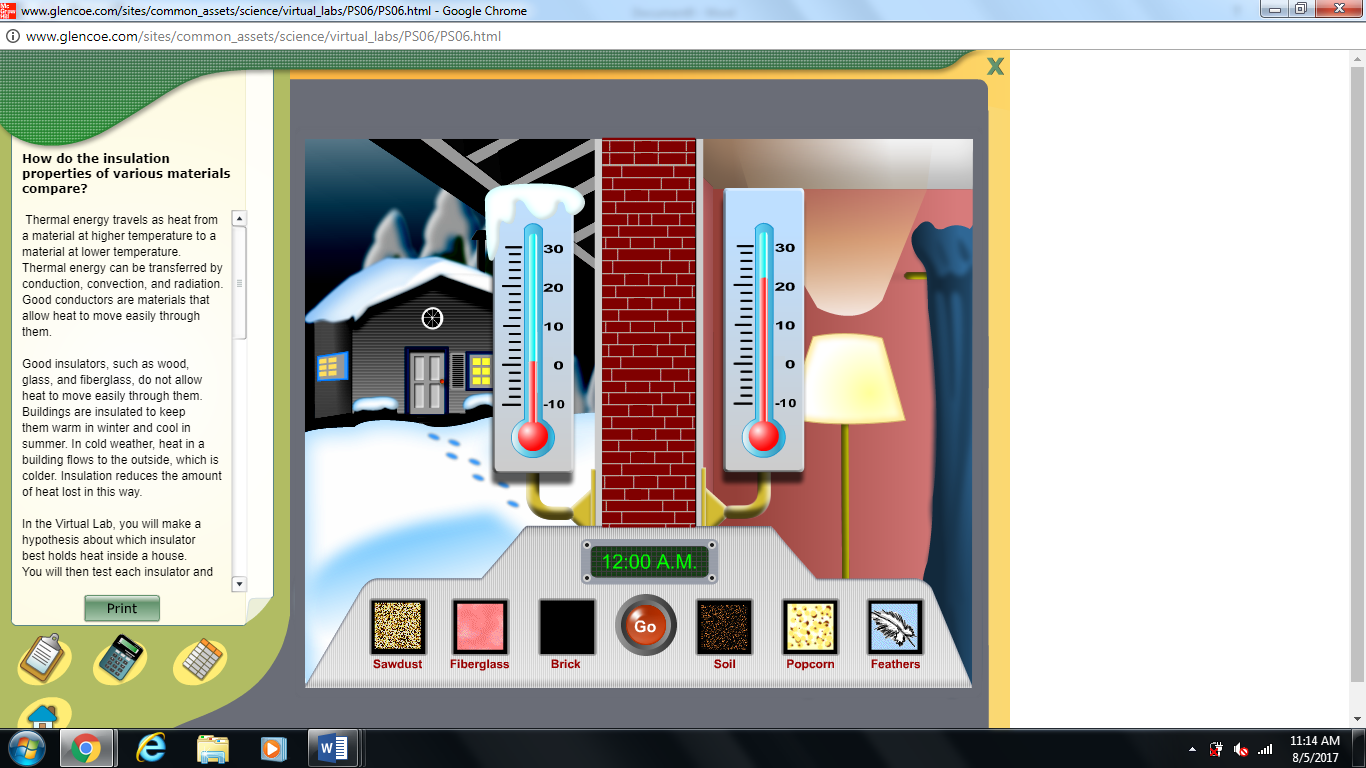 Mc
Graw
Hill
www.glencoe.com/sites/common_assets/science/virtual_labs/PS06/PS06.html - Google Chrome
www.glencoe.com/sites/common_assets/science/virtual_labs/PS06/PS06.html
X
How do the insulation
properties of various materials
compare?
Thermal energy travels as heat from
a material at higher temperature to a
material at lower temperature.
Thermal energy can be transferred by
conduction, convection, and radiation.
Good conductors are materials that
allow heat to move easily through
them.
Good insulators, such as wood,
glass, and fiberglass, do not allow
heat to move easily through them.
Buildings are insulated to keep
them warm in winter and cool in
summer. In cold weather, heat in a
building flows to the outside, which is
colder. Insulation reduces the amount
of heat lost in this way.
In the Virtual Lab, you will make a
hypothesis about which insulator
best holds heat inside a house.
You will then test each insulator and
Print
30
20
10
0
-10
30
20
10
0
-10
12:00 A.M.
Go
Sawdust Fiberglass Brick Soil Popcorn Feathers
11:14 AM
8/5/2017